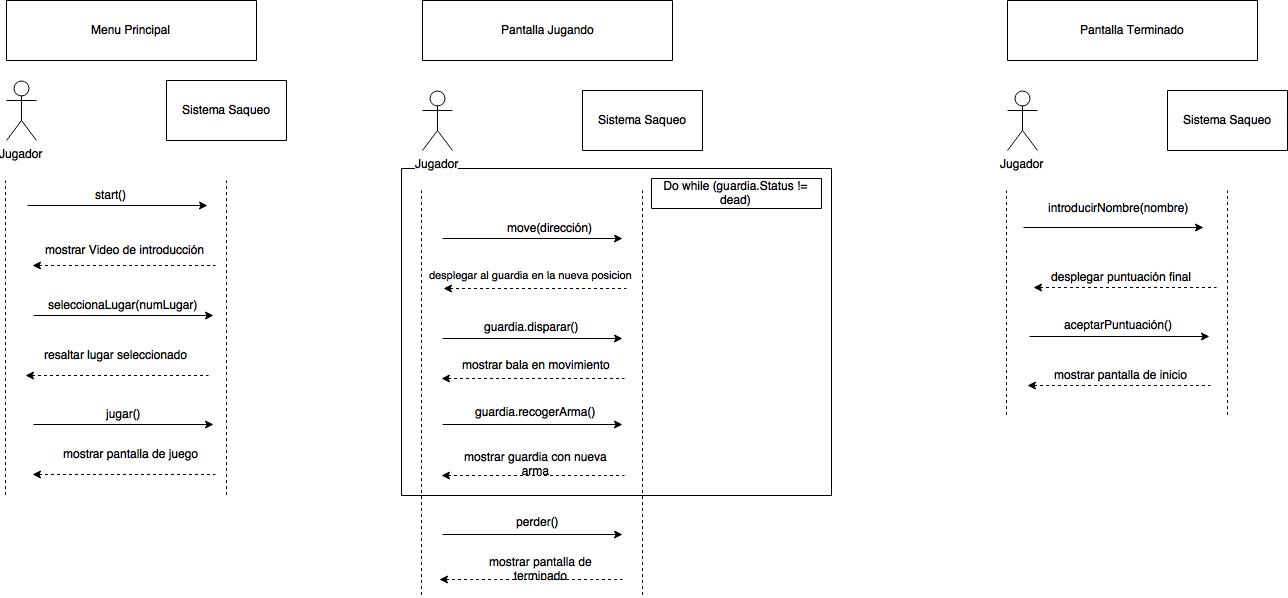 Menu Principal
Jugador
Sistema Saqueo
start()
mostrar Video de introducción
seleccionaLugar(numLugar)
resaltar lugar seleccionado
jugar()
mostrar pantalla de juego
Pantalla Jugando
Jugador
Sistema Saqueo
Do while (guardia.Status !=
dead)
move(dirección)
desplegar al guardia en la nueva posicion
guardia.disparar()
mostrar bala en movimiento
guardia.recogerArma()
mostrar guardia con nueva
arma
perder()
mostrar pantalla de
terminado
Pantalla Terminado
Jugador
Sistema Saqueo
introducirNombre(nombre)
desplegar puntuación final
aceptarPuntuación()
mostrar pantalla de inicio